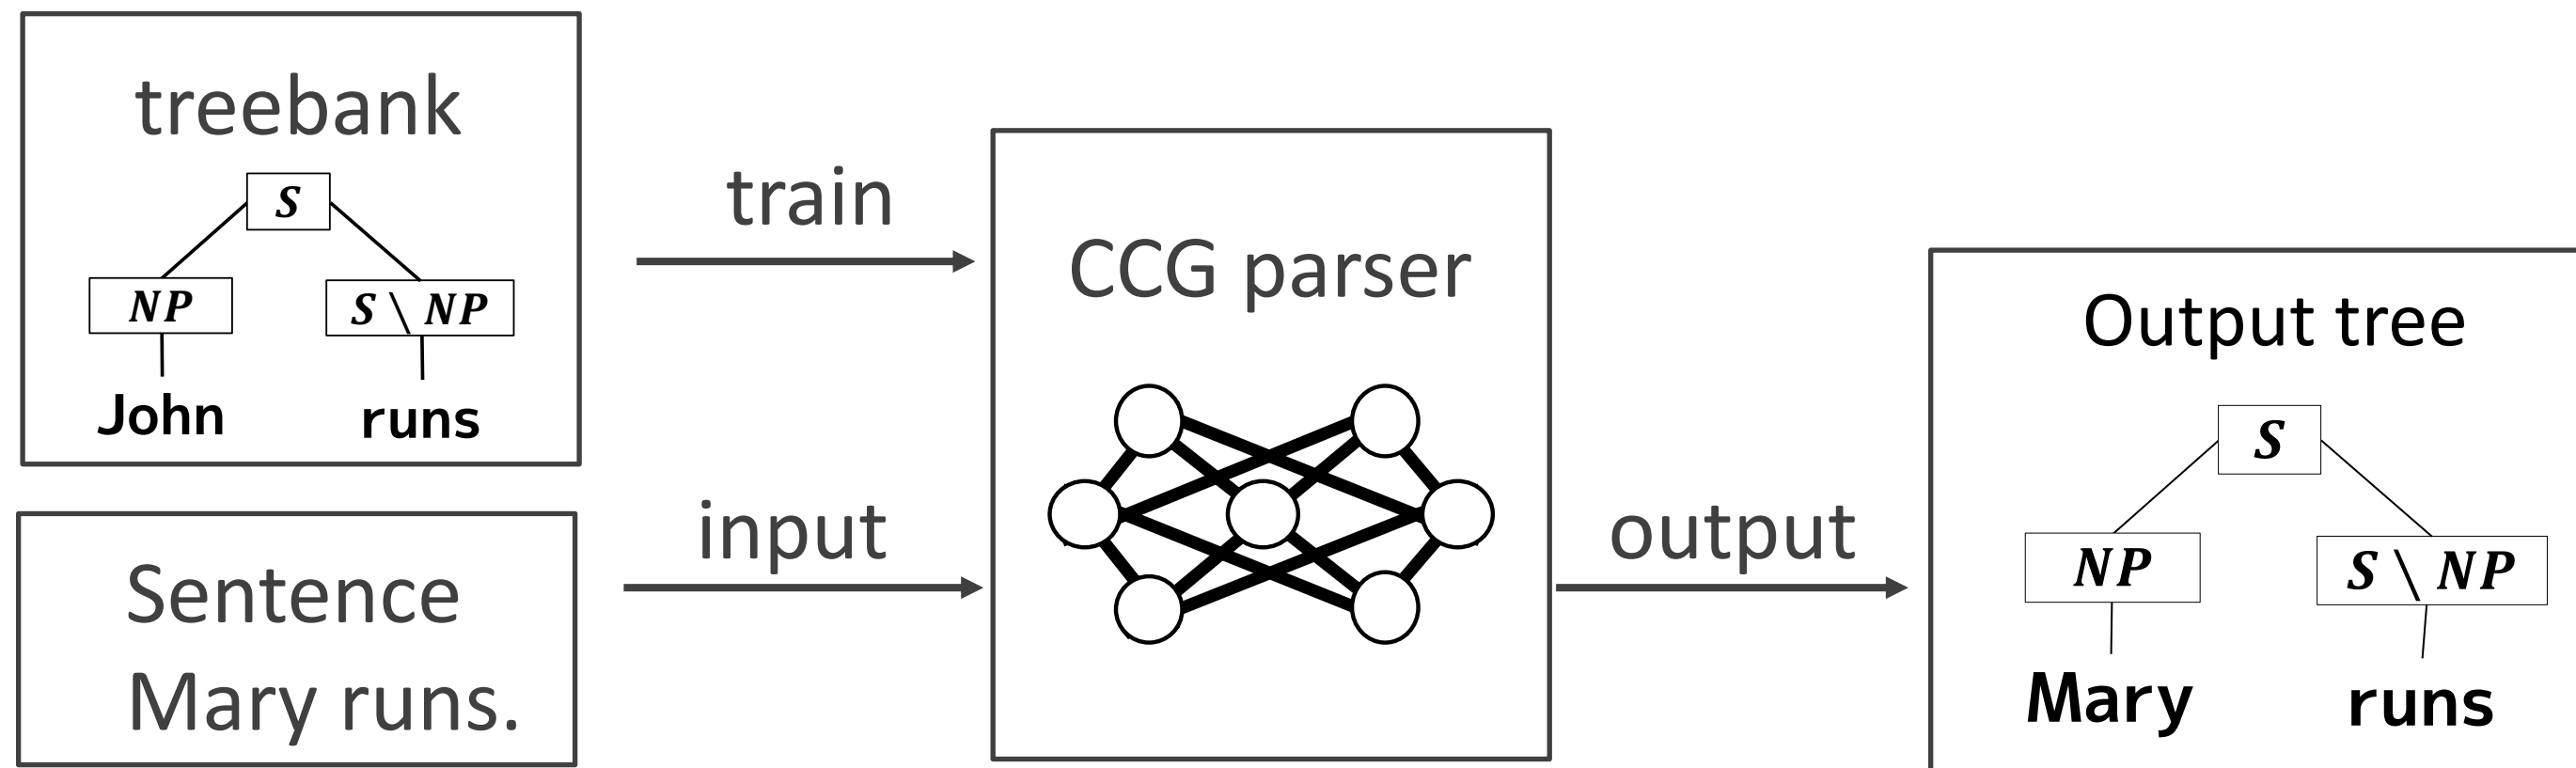 treebank
S
NP
S \ NP
John
runs
Sentence
Mary runs.
train
input
CCG parser
output
Output tree
S
NP
S \ NP
Mary
runs